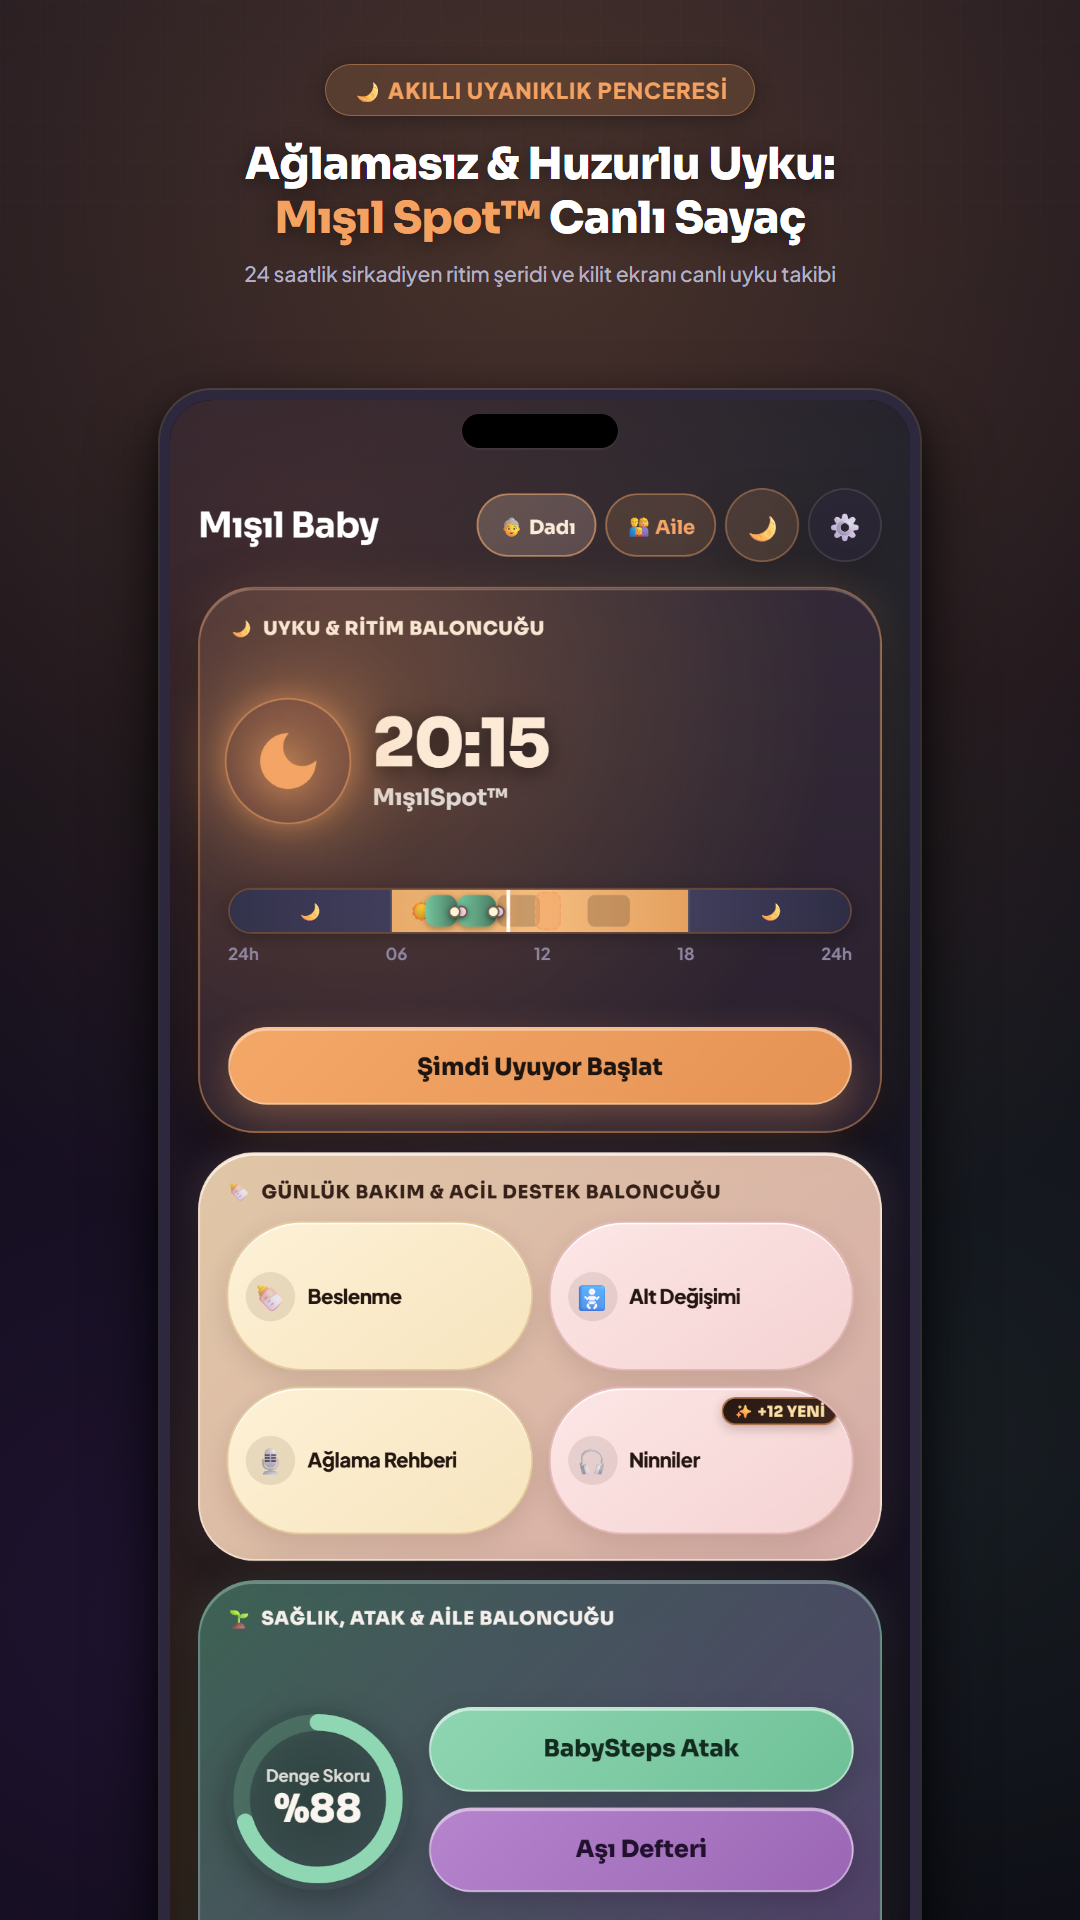 🌙 AKILLI UYANIKLIK PENCERESİ
Ağlamasız & Huzurlu Uyku:
Mışıl Spot™ Canlı Sayaç
24 saatlik sirkadiyen ritim şeridi ve kilit ekranı canlı uyku takibi
Mışıl Baby
👵 Dadı
👫 Aile
🌙 UYKU & RİTİM BALONCUĞU
20:15
MışılSpot™
24h 06 12 18 24h
Şimdi Uyuyor Başlat
🍼 GÜNLÜK BAKIM & ACİL DESTEK BALONCUĞU
Beslenme
Alt Değişimi
✨ +12 YENİ
Ağlama Rehberi
Ninniler
🌱 SAĞLIK, ATAK & AİLE BALONCUĞU
BabySteps Atak
Denge Skoru
%88
Aşı Defteri